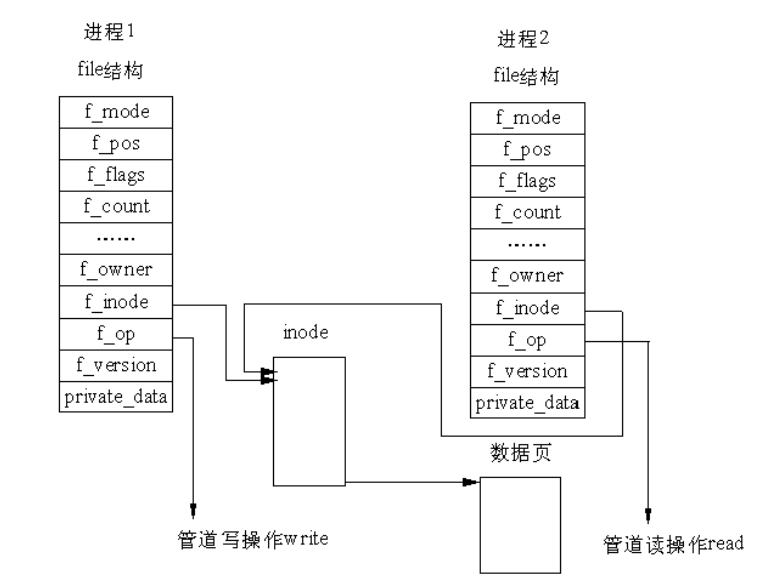 进程1
file结构
f_mode
f_pos
f_flags
f_count
……
f_owner
f_inode
f_op
f_version
private_data
进程2
file结构
f_mode
f_pos
f_flags
f_count
……
f_owner
f_inode
f_op
f_version
private_data
inode
数据页
管道写操作write
管道读操作read